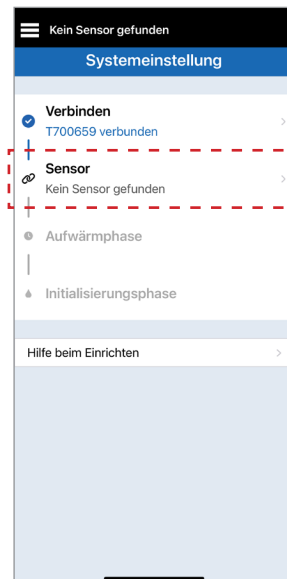 Kein Sensor gefunden
Systemeinstellung
Verbinden
T700659 verbunden
Sensor
Kein Sensor gefunden
Aufwärmphase
Initialisierungsphase
Hilfe beim Einrichten